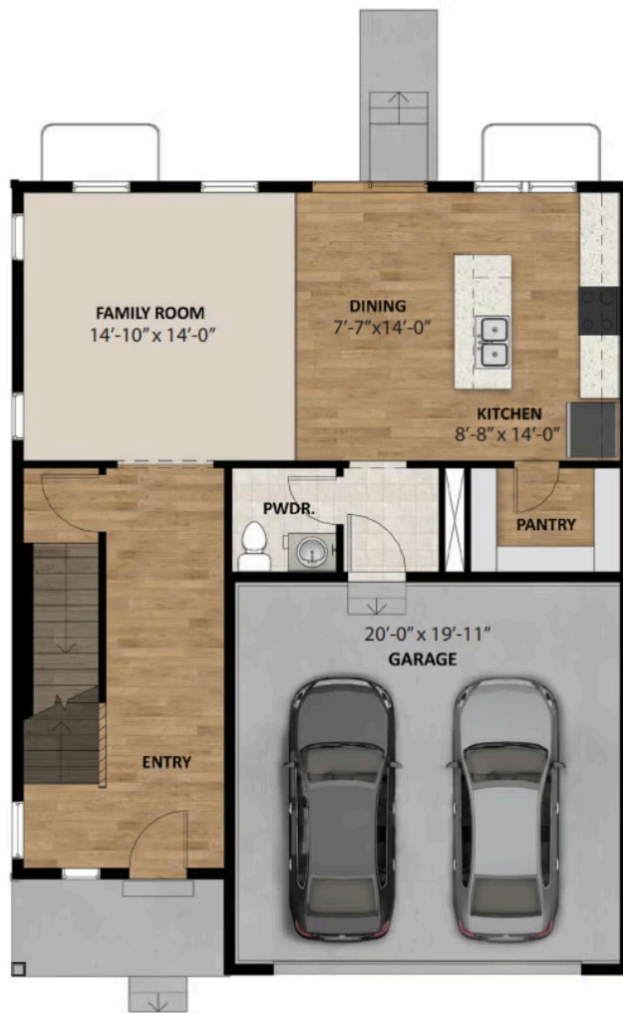 FAMILY ROOM
14'-10" x 14'-0"
DINING
7'-7"x14'-0"
KITCHEN
8'-8" x 14'-0"
PWDR.
PANTRY
20'-0" x 19'-11"
GARAGE
ENTRY